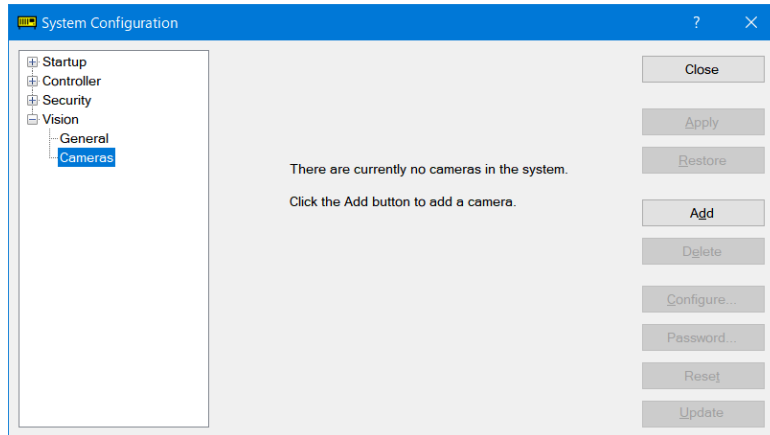 System Configuration
?
Startup
Controller
Security
Vision
General
Cameras
There are currently no cameras in the system.
Click the Add button to add a camera.
Close
Apply
Restore
Add
Delete
Configure...
Password...
Reset
Update